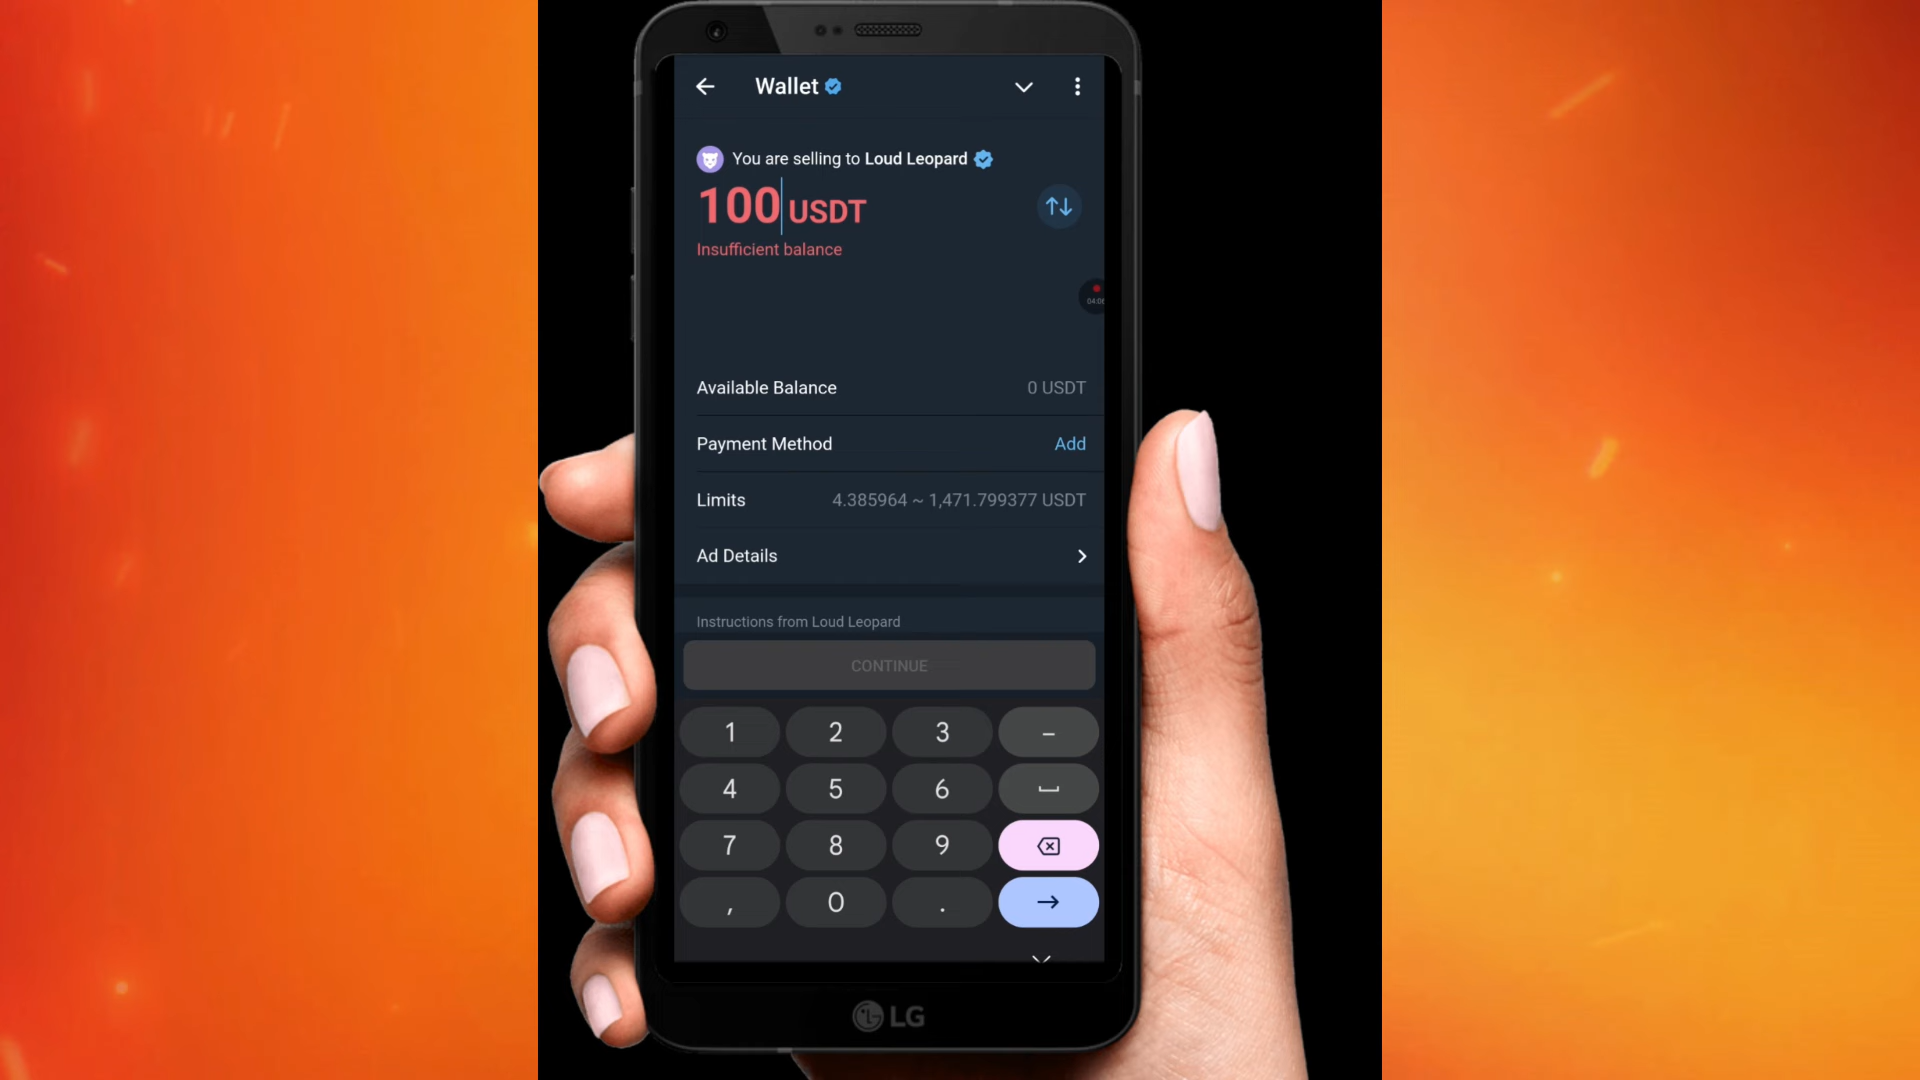 Wallet
You are selling to Loud Leopard
100 USDT
Insufficient balance
Available Balance 0 USDT
Payment Method Add
Limits 4.385964 ~ 1,471.799377 USDT
Ad Details
Instructions from Loud Leopard
CONTINUE
1 2 3 –
4 5 6
7 8 9
, 0 .
LG